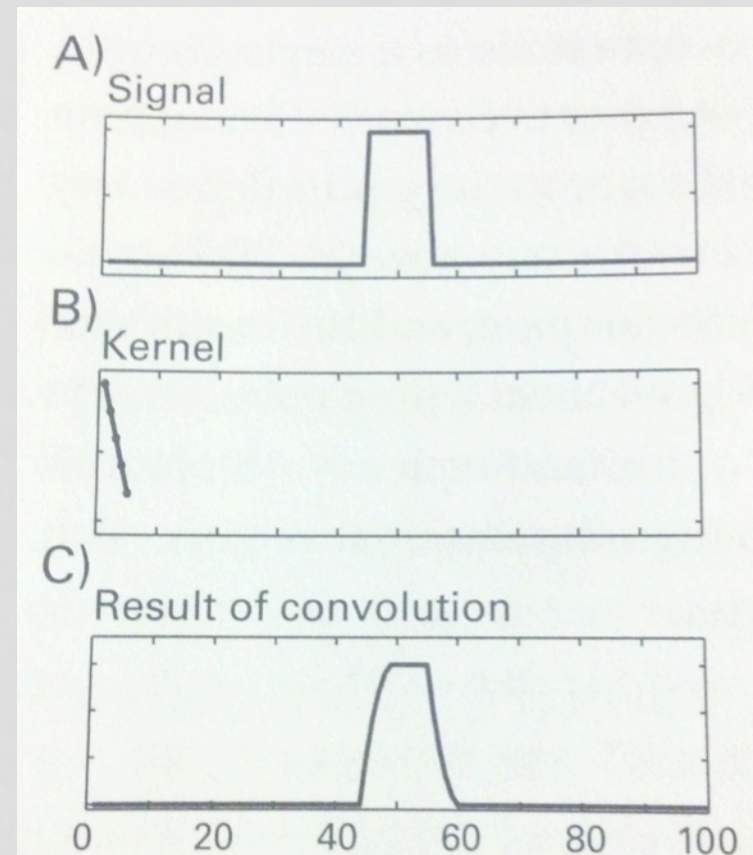 A)
Signal
B)
Kernel
C)
Result of convolution
0 20 40 60 80 100